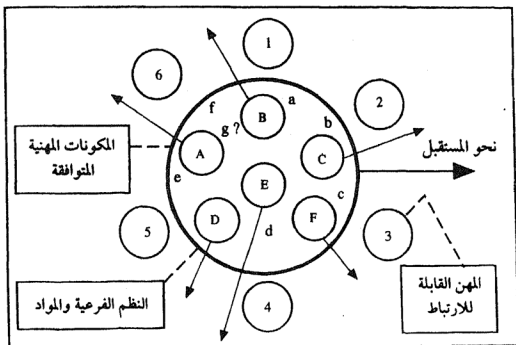 1
6
B
a
f
2
g ?
b
المكونات المهنية
المتوافقة
A
C
نحو المستقبل
e
E
c
D
F
5
d
3
النظم الفرعية والمواد
المهن القابلة
للارتباط
4